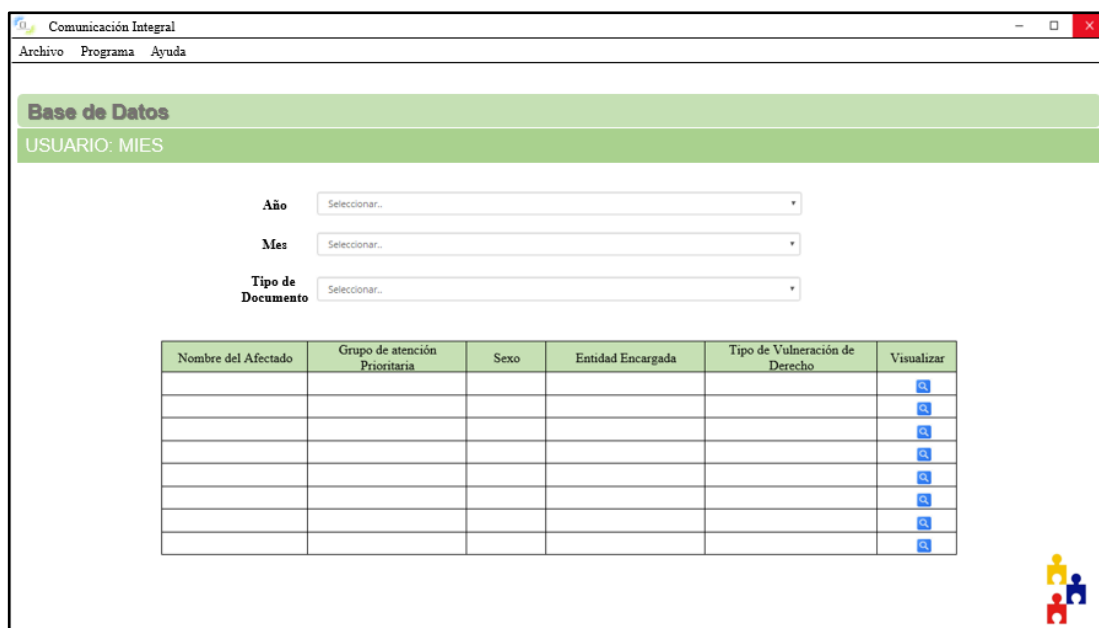 Comunicación Integral
Archivo Programa Ayuda
Base de Datos
USUARIO: MIES
Año Seleccionar..
Mes Seleccionar..
Tipo de
Documento Seleccionar..
Nombre del Afectado Grupo de atención Prioritaria Sexo Entidad Encargada Tipo de Vulneración de Derecho Visualizar